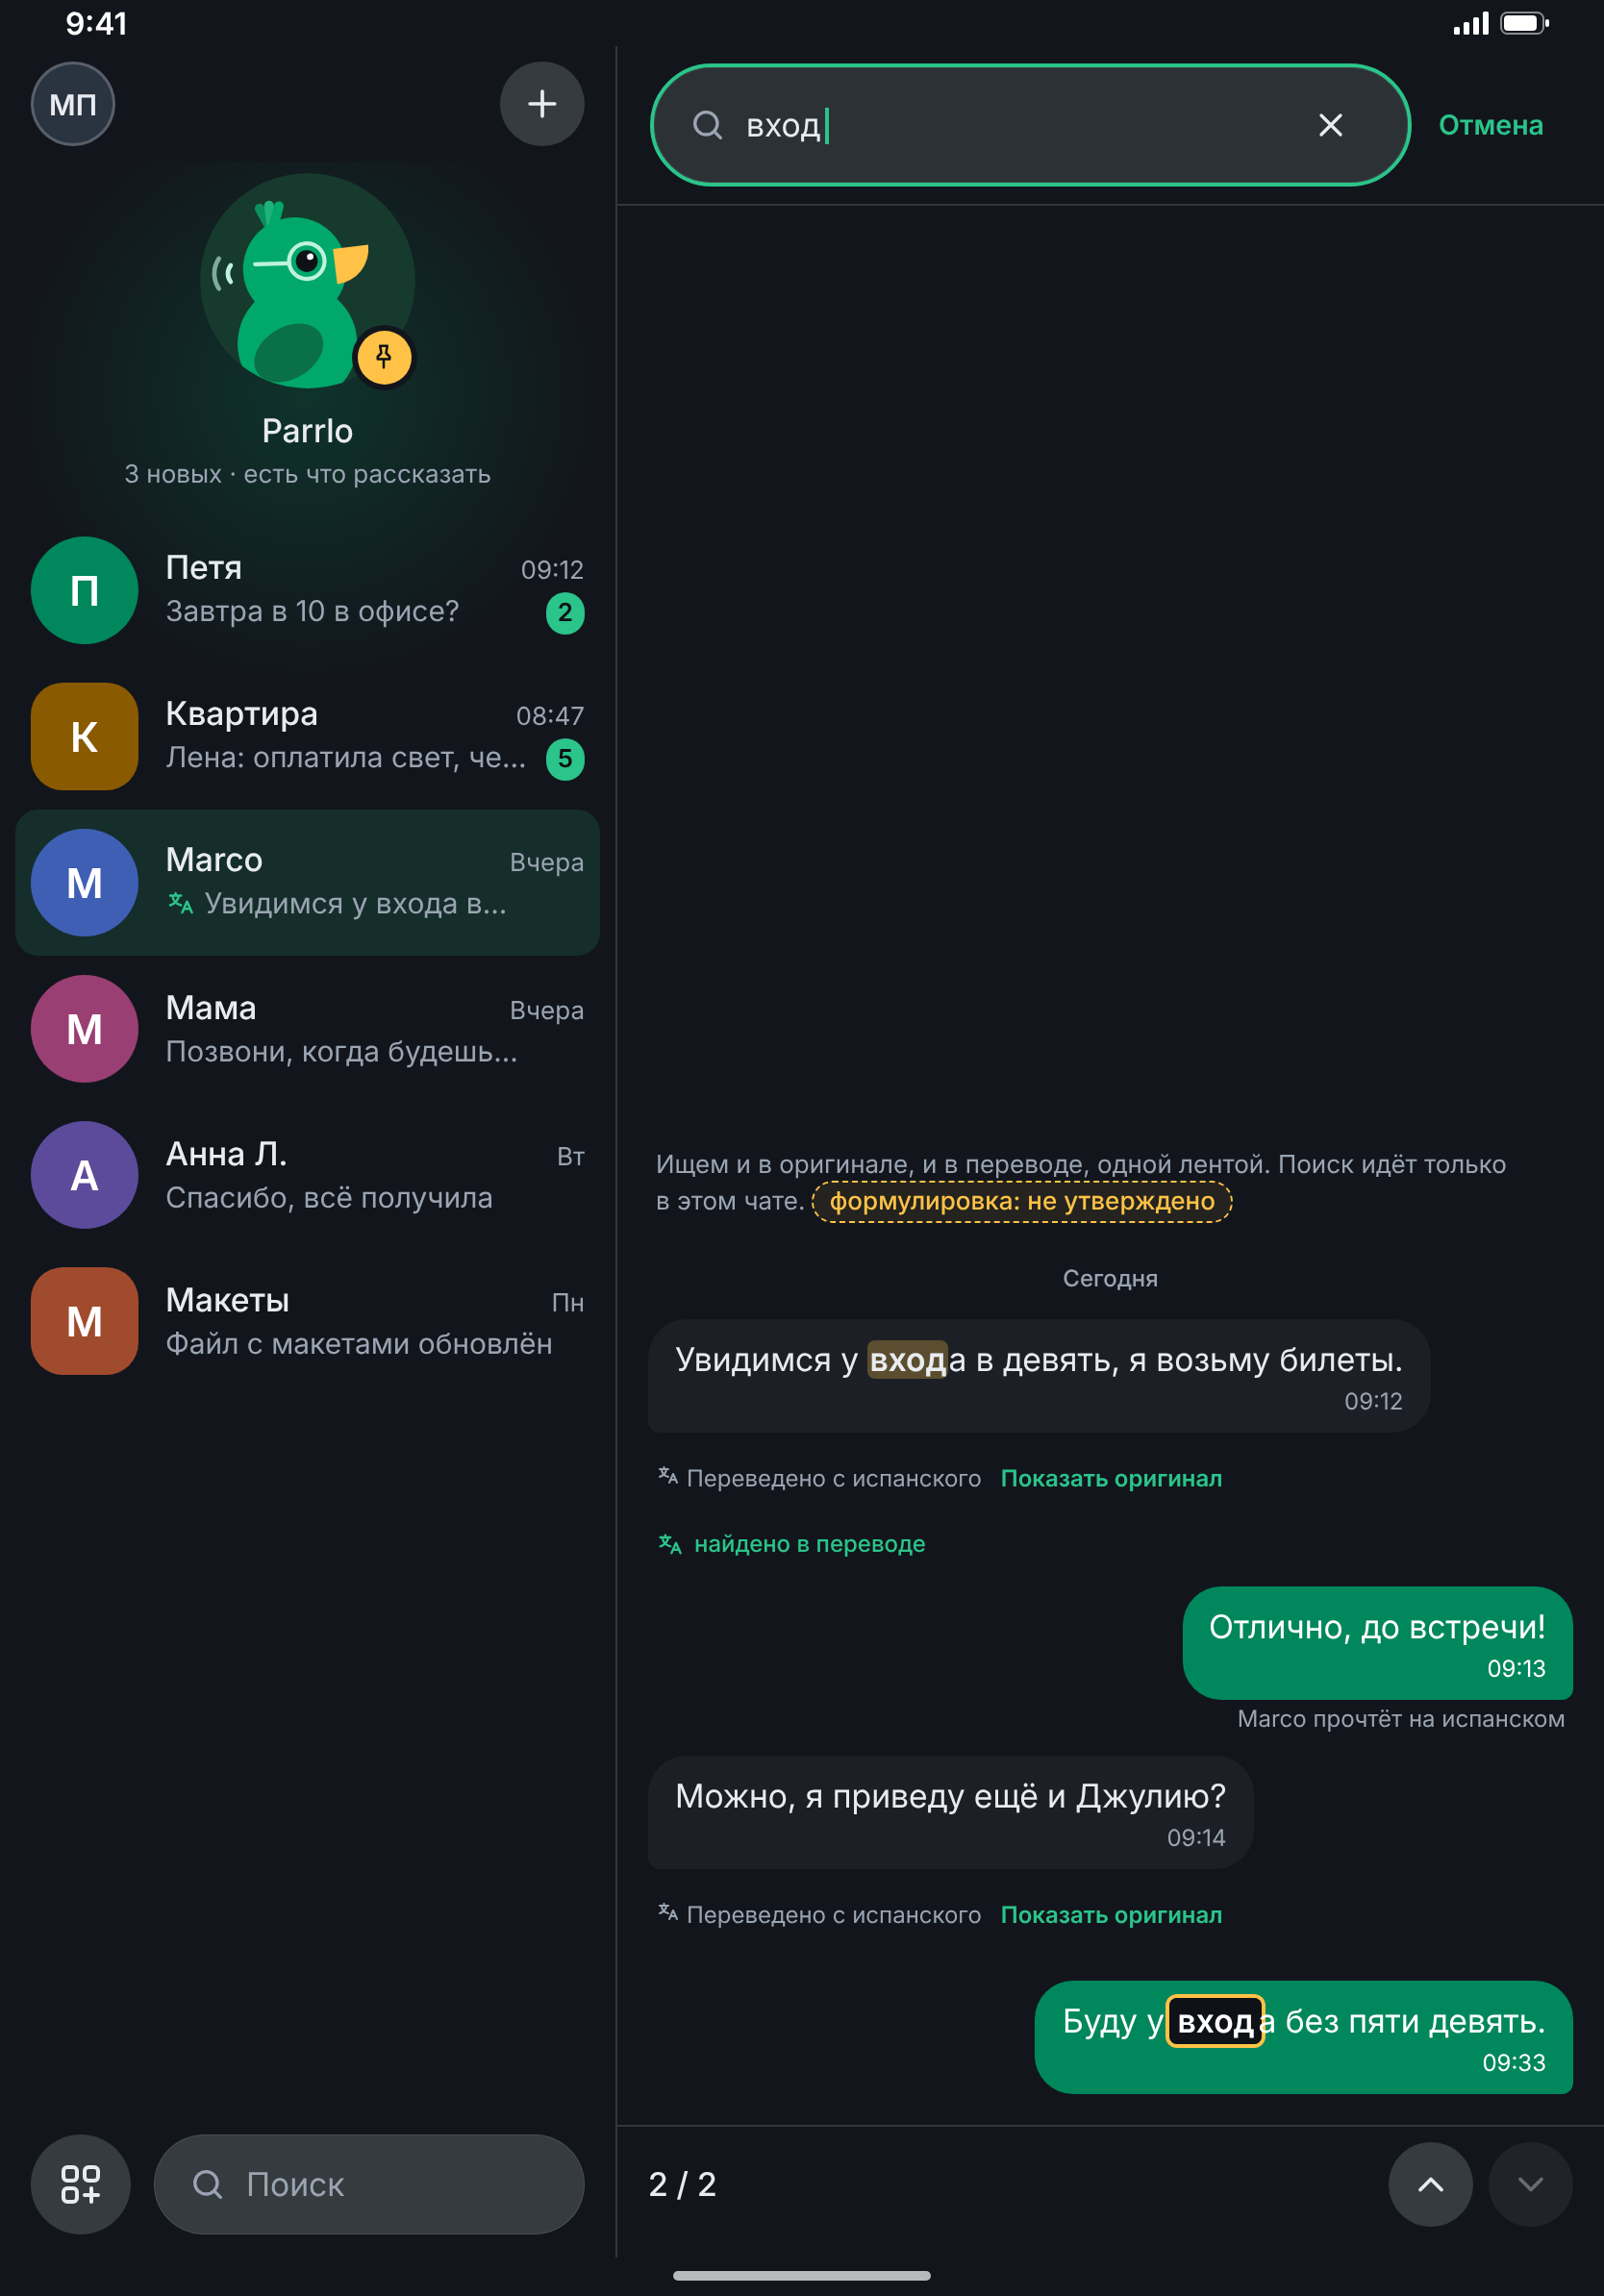 9:41
МП
Parrlo
3 новых · есть что рассказать
П
Петя
09:12
Завтра в 10 в офисе?
2
К
Квартира
08:47
Лена: оплатила свет, че...
5
M
Marco
Вчера
Увидимся у входа в...
М
Мама
Вчера
Позвони, когда будешь...
А
Анна Л.
Вт
Спасибо, всё получила
М
Макеты
Пн
Файл с макетами обновлён
Поиск
вход
Отмена
Ищем и в оригинале, и в переводе, одной лентой. Поиск идёт только
в этом чате. формулировка: не утверждено
Сегодня
Увидимся у входа в девять, я возьму билеты.
09:12
Переведено с испанского Показать оригинал
найдено в переводе
Отлично, до встречи!
09:13
Marco прочтёт на испанском
Можно, я приведу ещё и Джулию?
09:14
Переведено с испанского Показать оригинал
Буду у входа без пяти девять.
09:33
2 / 2